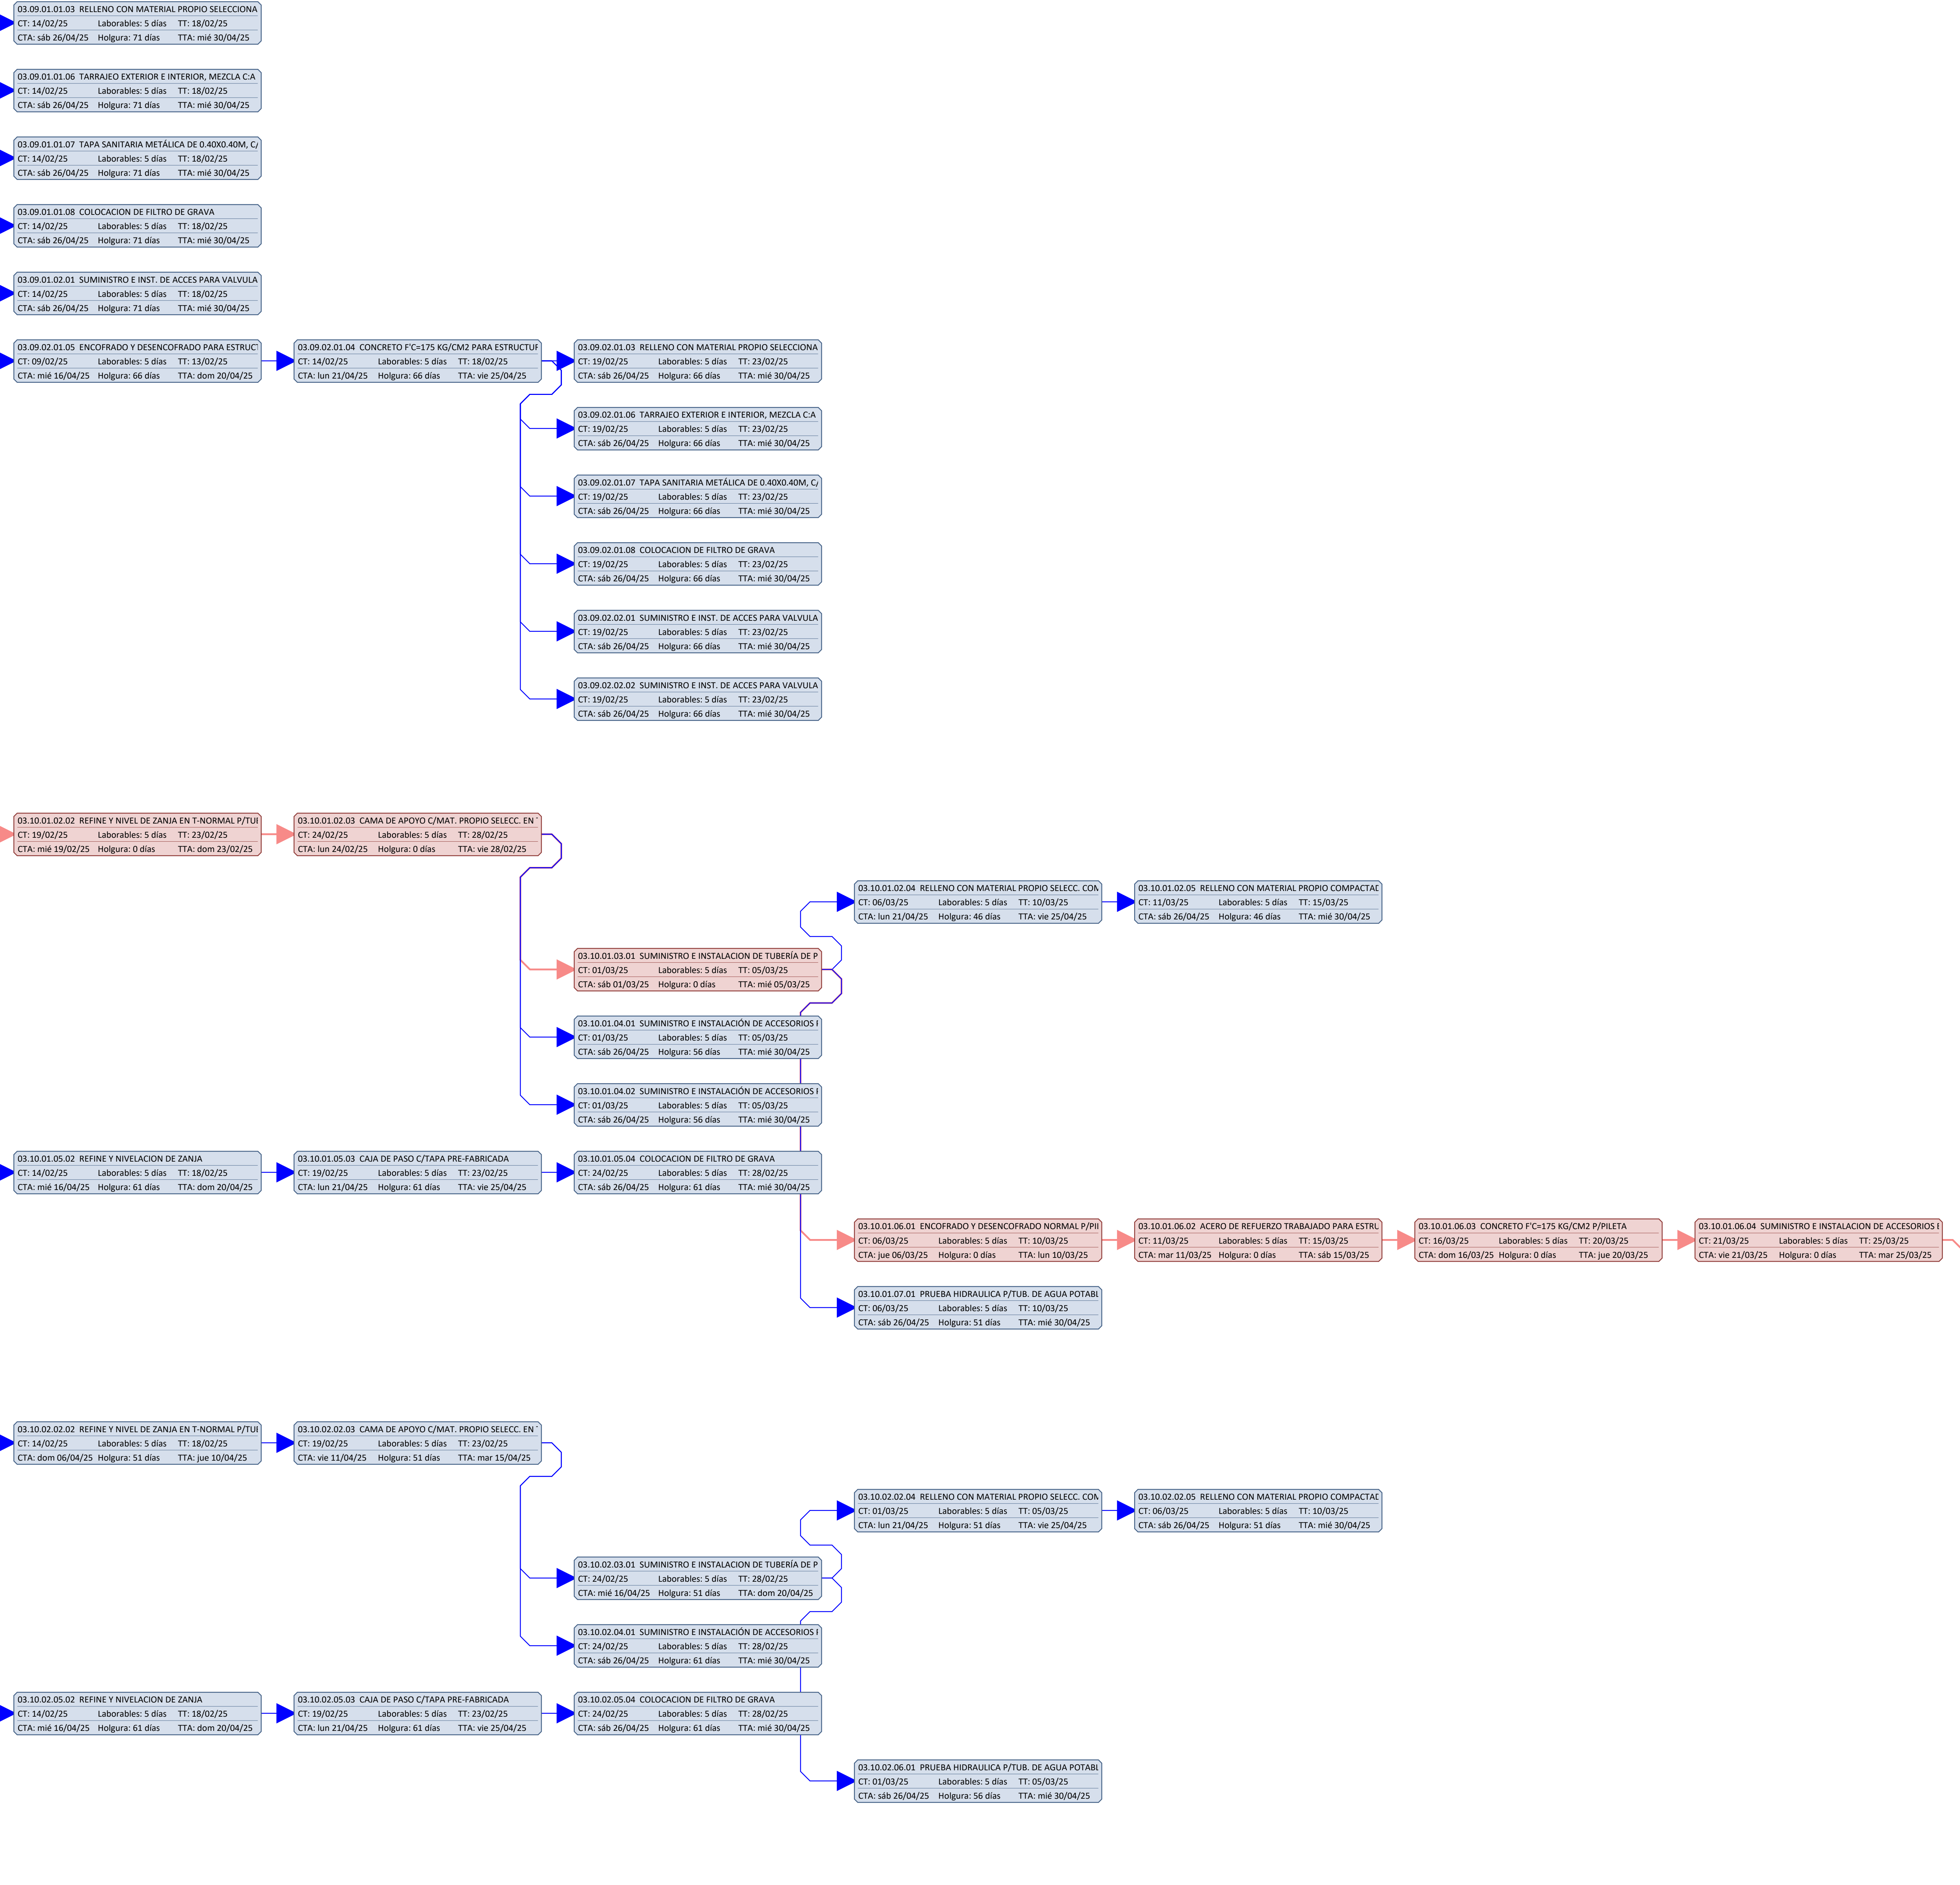 03.09.01.01.03 RELLENO CON MATERIAL PROPIO SELECCIONA
CT: 14/02/25 Laborables: 5 días TT: 18/02/25
CTA: sáb 26/04/25 Holgura: 71 días TTA: mié 30/04/25
03.09.01.01.06 TARRAJEO EXTERIOR E INTERIOR, MEZCLA C:A
CT: 14/02/25 Laborables: 5 días TT: 18/02/25
CTA: sáb 26/04/25 Holgura: 71 días TTA: mié 30/04/25
03.09.01.01.07 TAPA SANITARIA METÁLICA DE 0.40X0.40M, C/
CT: 14/02/25 Laborables: 5 días TT: 18/02/25
CTA: sáb 26/04/25 Holgura: 71 días TTA: mié 30/04/25
03.09.01.01.08 COLOCACION DE FILTRO DE GRAVA
CT: 14/02/25 Laborables: 5 días TT: 18/02/25
CTA: sáb 26/04/25 Holgura: 71 días TTA: mié 30/04/25
03.09.01.02.01 SUMINISTRO E INST. DE ACCES PARA VALVULA
CT: 14/02/25 Laborables: 5 días TT: 18/02/25
CTA: sáb 26/04/25 Holgura: 71 días TTA: mié 30/04/25
03.09.02.01.05 ENCOFRADO Y DESENCOFRADO PARA ESTRUCT
CT: 09/02/25 Laborables: 5 días TT: 13/02/25
CTA: mié 16/04/25 Holgura: 66 días TTA: dom 20/04/25
03.09.02.01.04 CONCRETO F'C=175 KG/CM2 PARA ESTRUCTUR
CT: 14/02/25 Laborables: 5 días TT: 18/02/25
CTA: lun 21/04/25 Holgura: 66 días TTA: vie 25/04/25
03.09.02.01.03 RELLENO CON MATERIAL PROPIO SELECCIONA
CT: 19/02/25 Laborables: 5 días TT: 23/02/25
CTA: sáb 26/04/25 Holgura: 66 días TTA: mié 30/04/25
03.09.02.01.06 TARRAJEO EXTERIOR E INTERIOR, MEZCLA C:A
CT: 19/02/25 Laborables: 5 días TT: 23/02/25
CTA: sáb 26/04/25 Holgura: 66 días TTA: mié 30/04/25
03.09.02.01.07 TAPA SANITARIA METÁLICA DE 0.40X0.40M, C/
CT: 19/02/25 Laborables: 5 días TT: 23/02/25
CTA: sáb 26/04/25 Holgura: 66 días TTA: mié 30/04/25
03.09.02.01.08 COLOCACION DE FILTRO DE GRAVA
CT: 19/02/25 Laborables: 5 días TT: 23/02/25
CTA: sáb 26/04/25 Holgura: 66 días TTA: mié 30/04/25
03.09.02.02.01 SUMINISTRO E INST. DE ACCES PARA VALVULA
CT: 19/02/25 Laborables: 5 días TT: 23/02/25
CTA: sáb 26/04/25 Holgura: 66 días TTA: mié 30/04/25
03.09.02.02.02 SUMINISTRO E INST. DE ACCES PARA VALVULA
CT: 19/02/25 Laborables: 5 días TT: 23/02/25
CTA: sáb 26/04/25 Holgura: 66 días TTA: mié 30/04/25
03.10.01.02.02 REFINE Y NIVEL DE ZANJA EN T-NORMAL P/TUI
CT: 19/02/25 Laborables: 5 días TT: 23/02/25
CTA: mié 19/02/25 Holgura: 0 días TTA: dom 23/02/25
03.10.01.02.03 CAMA DE APOYO C/MAT. PROPIO SELECC. EN
CT: 24/02/25 Laborables: 5 días TT: 28/02/25
CTA: lun 24/02/25 Holgura: 0 días TTA: vie 28/02/25
03.10.01.02.04 RELLENO CON MATERIAL PROPIO SELECC. COM
CT: 06/03/25 Laborables: 5 días TT: 10/03/25
CTA: lun 21/04/25 Holgura: 46 días TTA: vie 25/04/25
03.10.01.02.05 RELLENO CON MATERIAL PROPIO COMPACTAD
CT: 11/03/25 Laborables: 5 días TT: 15/03/25
CTA: sáb 26/04/25 Holgura: 46 días TTA: mié 30/04/25
03.10.01.03.01 SUMINISTRO E INSTALACION DE TUBERÍA DE P
CT: 01/03/25 Laborables: 5 días TT: 05/03/25
CTA: sáb 01/03/25 Holgura: 0 días TTA: mié 05/03/25
03.10.01.04.01 SUMINISTRO E INSTALACIÓN DE ACCESORIOS
CT: 01/03/25 Laborables: 5 días TT: 05/03/25
CTA: sáb 26/04/25 Holgura: 56 días TTA: mié 30/04/25
03.10.01.04.02 SUMINISTRO E INSTALACIÓN DE ACCESORIOS
CT: 01/03/25 Laborables: 5 días TT: 05/03/25
CTA: sáb 26/04/25 Holgura: 56 días TTA: mié 30/04/25
03.10.01.05.02 REFINE Y NIVELACION DE ZANJA
CT: 14/02/25 Laborables: 5 días TT: 18/02/25
CTA: mié 16/04/25 Holgura: 61 días TTA: dom 20/04/25
03.10.01.05.03 CAJA DE PASO C/TAPA PRE-FABRICADA
CT: 19/02/25 Laborables: 5 días TT: 23/02/25
CTA: lun 21/04/25 Holgura: 61 días TTA: vie 25/04/25
03.10.01.05.04 COLOCACION DE FILTRO DE GRAVA
CT: 24/02/25 Laborables: 5 días TT: 28/02/25
CTA: sáb 26/04/25 Holgura: 61 días TTA: mié 30/04/25
03.10.01.06.01 ENCOFRADO Y DESENCOFRADO NORMAL P/PII
CT: 06/03/25 Laborables: 5 días TT: 10/03/25
CTA: jue 06/03/25 Holgura: 0 días TTA: lun 10/03/25
03.10.01.06.02 ACERO DE REFUERZO TRABAJADO PARA ESTRU
CT: 11/03/25 Laborables: 5 días TT: 15/03/25
CTA: mar 11/03/25 Holgura: 0 días TTA: sáb 15/03/25
03.10.01.06.03 CONCRETO F'C=175 KG/CM2 P/PILETA
CT: 16/03/25 Laborables: 5 días TT: 20/03/25
CTA: dom 16/03/25 Holgura: 0 días TTA: jue 20/03/25
03.10.01.06.04 SUMINISTRO E INSTALACION DE ACCESORIOS
CT: 21/03/25 Laborables: 5 días TT: 25/03/25
CTA: vie 21/03/25 Holgura: 0 días TTA: mar 25/03/25
03.10.01.07.01 PRUEBA HIDRAULICA P/TUB. DE AGUA POTABL
CT: 06/03/25 Laborables: 5 días TT: 10/03/25
CTA: sáb 26/04/25 Holgura: 51 días TTA: mié 30/04/25
03.10.02.02.02 REFINE Y NIVEL DE ZANJA EN T-NORMAL P/TUI
CT: 14/02/25 Laborables: 5 días TT: 18/02/25
CTA: dom 06/04/25 Holgura: 51 días TTA: jue 10/04/25
03.10.02.02.03 CAMA DE APOYO C/MAT. PROPIO SELECC. EN
CT: 19/02/25 Laborables: 5 días TT: 23/02/25
CTA: vie 11/04/25 Holgura: 51 días TTA: mar 15/04/25
03.10.02.02.04 RELLENO CON MATERIAL PROPIO SELECC. COM
CT: 01/03/25 Laborables: 5 días TT: 05/03/25
CTA: lun 21/04/25 Holgura: 51 días TTA: vie 25/04/25
03.10.02.02.05 RELLENO CON MATERIAL PROPIO COMPACTAD
CT: 06/03/25 Laborables: 5 días TT: 10/03/25
CTA: sáb 26/04/25 Holgura: 51 días TTA: mié 30/04/25
03.10.02.03.01 SUMINISTRO E INSTALACION DE TUBERÍA DE P
CT: 24/02/25 Laborables: 5 días TT: 28/02/25
CTA: mié 16/04/25 Holgura: 51 días TTA: dom 20/04/25
03.10.02.04.01 SUMINISTRO E INSTALACIÓN DE ACCESORIOS
CT: 24/02/25 Laborables: 5 días TT: 28/02/25
CTA: sáb 26/04/25 Holgura: 61 días TTA: mié 30/04/25
03.10.02.05.02 REFINE Y NIVELACION DE ZANJA
CT: 14/02/25 Laborables: 5 días TT: 18/02/25
CTA: mié 16/04/25 Holgura: 61 días TTA: dom 20/04/25
03.10.02.05.03 CAJA DE PASO C/TAPA PRE-FABRICADA
CT: 19/02/25 Laborables: 5 días TT: 23/02/25
CTA: lun 21/04/25 Holgura: 61 días TTA: vie 25/04/25
03.10.02.05.04 COLOCACION DE FILTRO DE GRAVA
CT: 24/02/25 Laborables: 5 días TT: 28/02/25
CTA: sáb 26/04/25 Holgura: 61 días TTA: mié 30/04/25
03.10.02.06.01 PRUEBA HIDRAULICA P/TUB. DE AGUA POTABL
CT: 01/03/25 Laborables: 5 días TT: 05/03/25
CTA: sáb 26/04/25 Holgura: 56 días TTA: mié 30/04/25